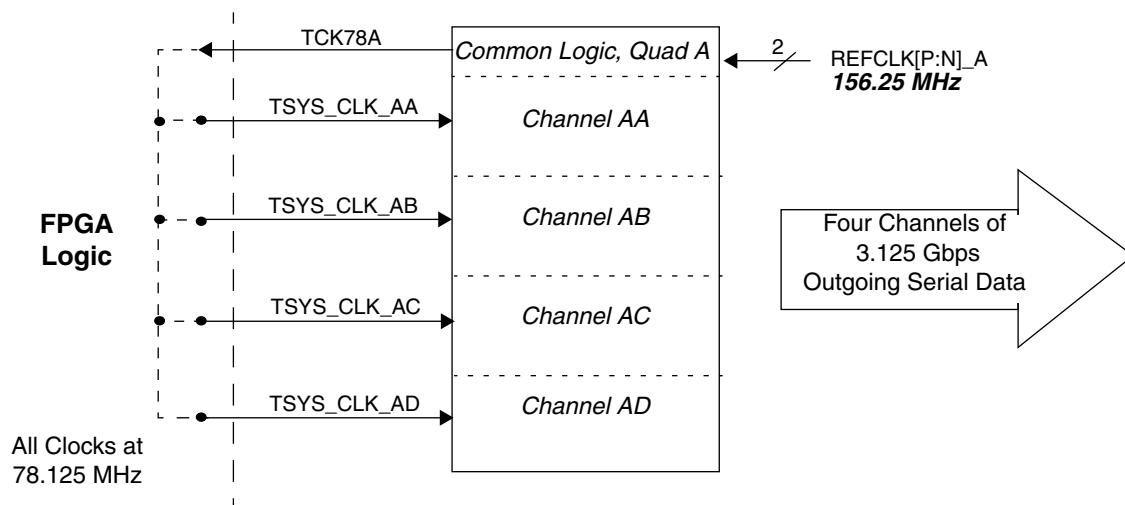 TCK78A
Common Logic, Quad A
2
REFCLK[P:N]_A
156.25 MHz
TSYS_CLK_AA
Channel AA
TSYS_CLK_AB
Channel AB
FPGA
Logic
Four Channels of
3.125 Gbps
Outgoing Serial Data
TSYS_CLK_AC
Channel AC
TSYS_CLK_AD
Channel AD
All Clocks at
78.125 MHz